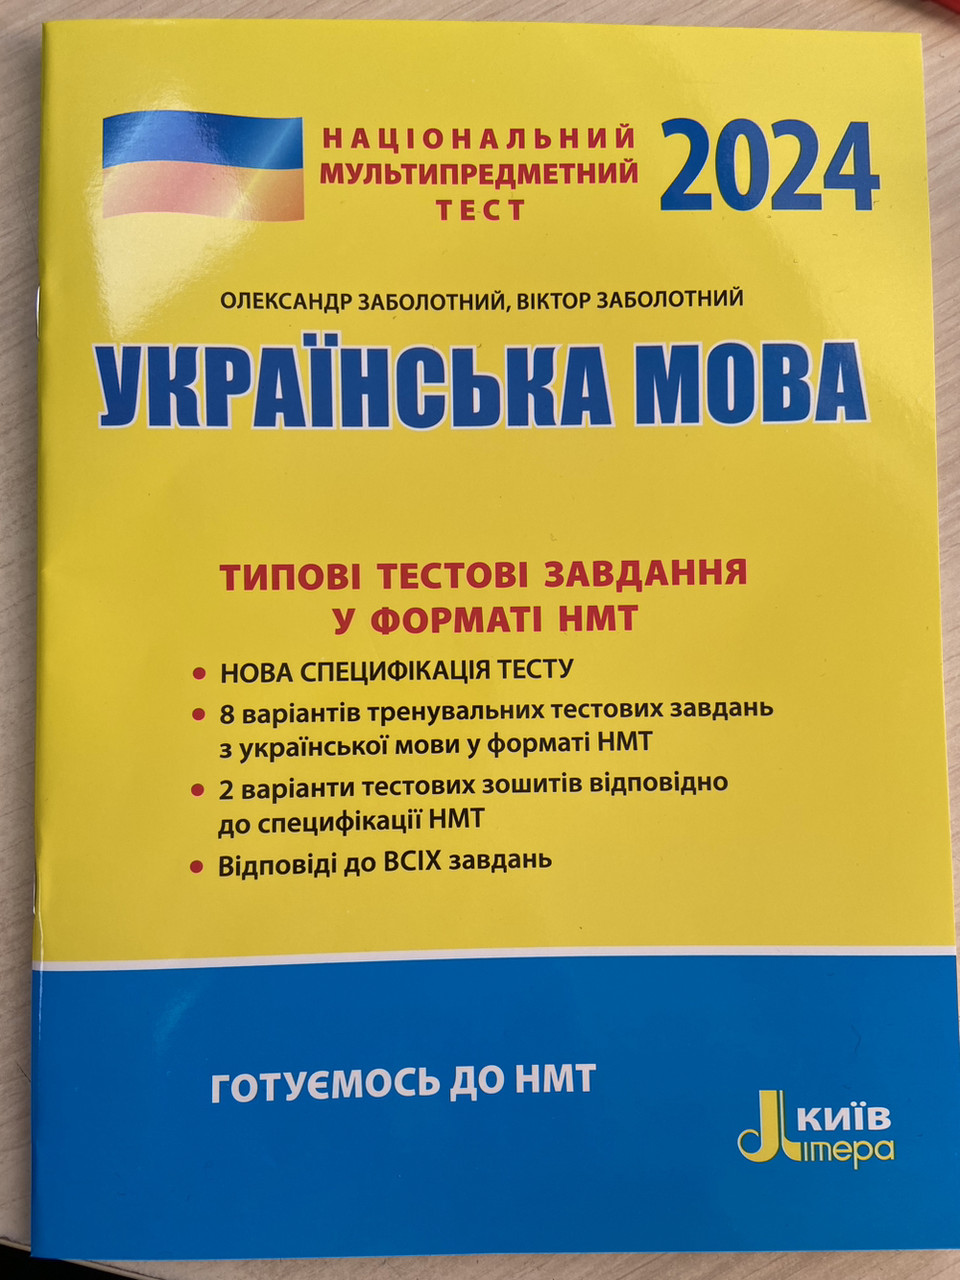 НАЦІОНАЛЬНИЙ
МУЛЬТИПРЕДМЕТНИЙ
ТЕСТ
2024
ОЛЕКСАНДР ЗАБОЛОТНИЙ, ВІКТОР ЗАБОЛОТНИЙ
УКРАЇНСЬКА МОВА
ТИПОВІ ТЕСТОВІ ЗАВДАННЯ
У ФОРМАТІ НМТ
• НОВА СПЕЦИФІКАЦІЯ ТЕСТУ
• 8 варіантів тренувальних тестових завдань
з української мови у форматі НМТ
• 2 варіанти тестових зошитів відповідно
до специфікації НМТ
• Відповіді до ВСІХ завдань
ГОТУЄМОСЬ ДО НМТ
КИЇВ
Літера